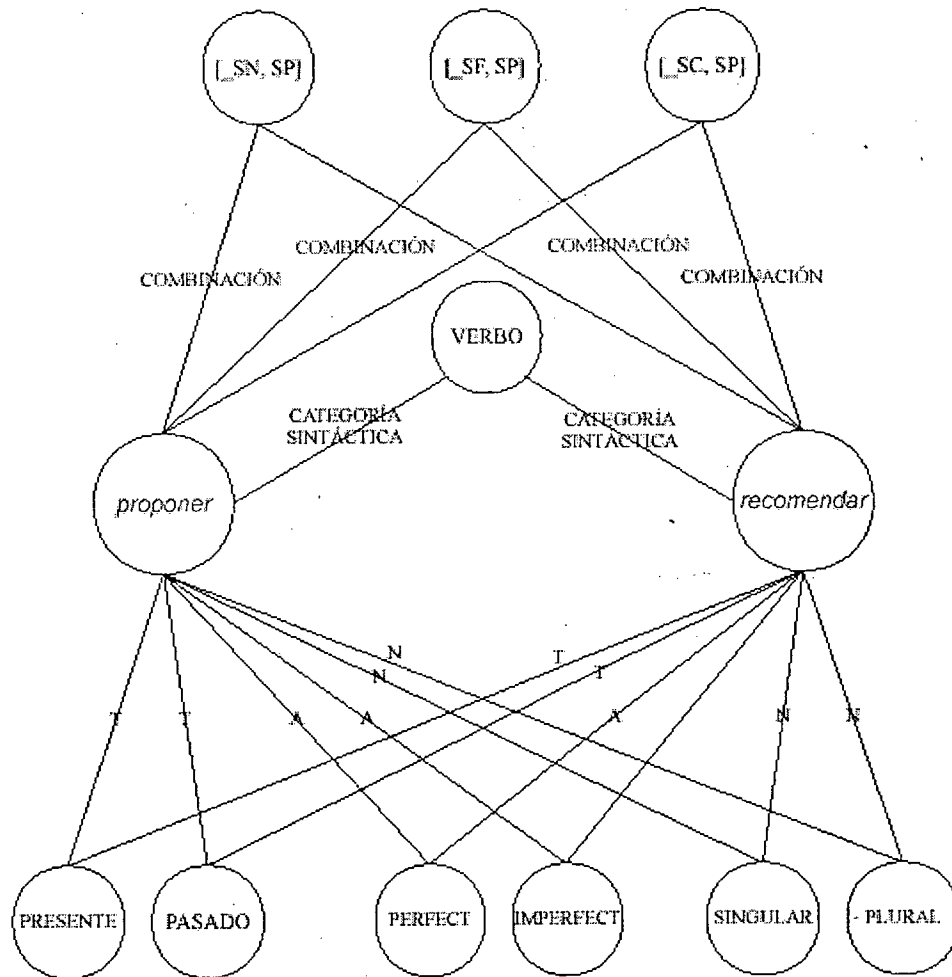 [_SN, SP]
[_SF, SP]
[_SC, SP]
COMBINACIÓN
COMBINACIÓN
COMBINACIÓN
COMBINACIÓN
VERBO
CATEGORÍA
SINTÁCTICA
CATEGORÍA
SINTÁCTICA
proponer
recomendar
N
N
T
T
T
T
A
A
A
N
N
PRESENTE
PASADO
PERFECT
IMPERFECT
SINGULAR
PLURAL